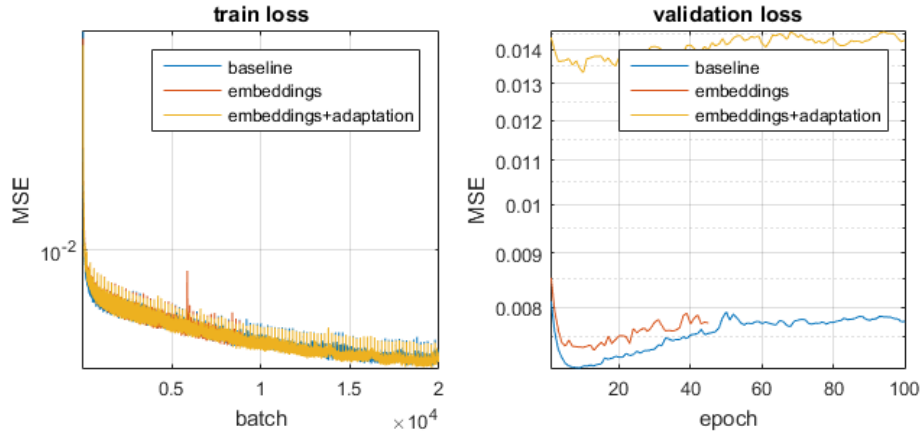 train loss
baseline
embeddings
embeddings+adaptation
MSE
10-2
0.5 1 1.5 2
batch
× 10^4
validation loss
baseline
embeddings
embeddings+adaptation
MSE
0.014
0.013
0.012
0.011
0.01
0.009
0.008
20 40 60 80 100
epoch